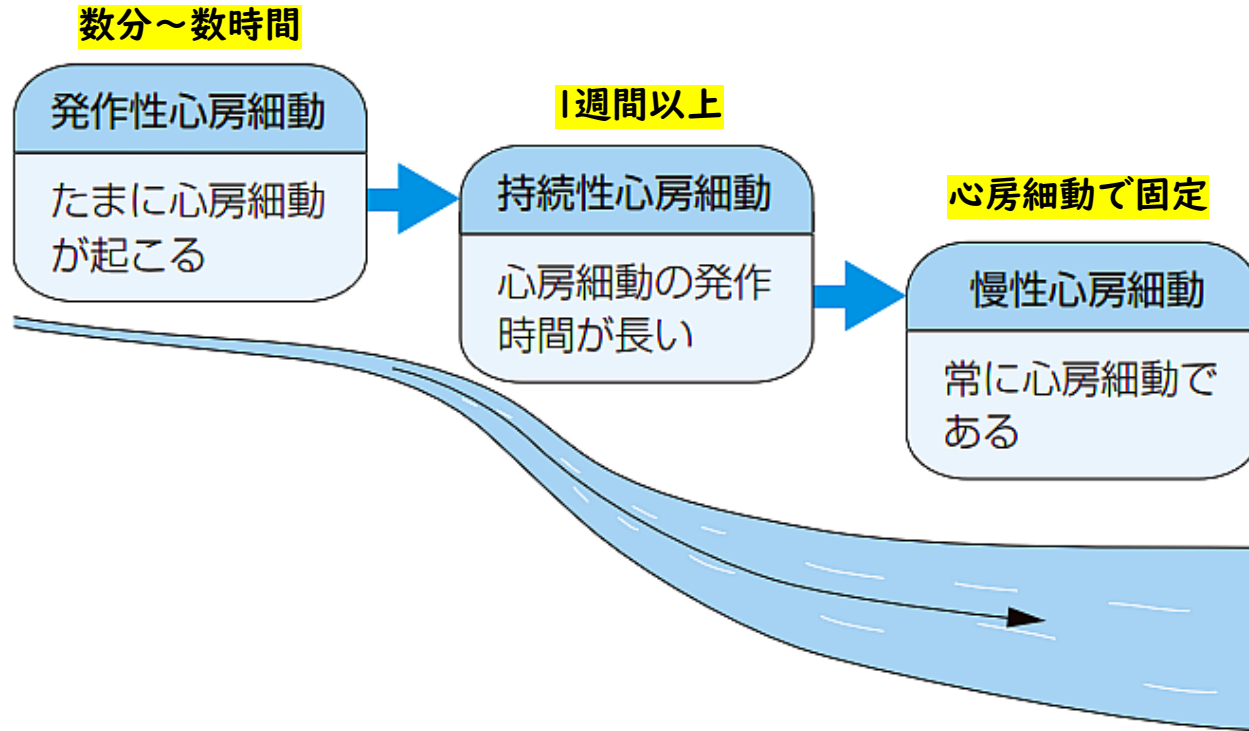 数分～数時間
発作性心房細動
たまに心房細動
が起こる
1週間以上
持続性心房細動
心房細動の発作
時間が長い
心房細動で固定
慢性心房細動
常に心房細動で
ある